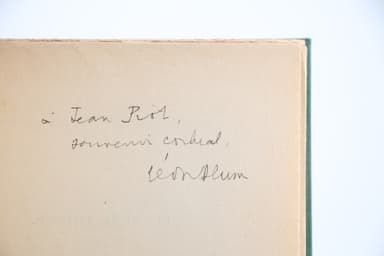 à Jean Piot,
souvenir cordial,
Léon Blum